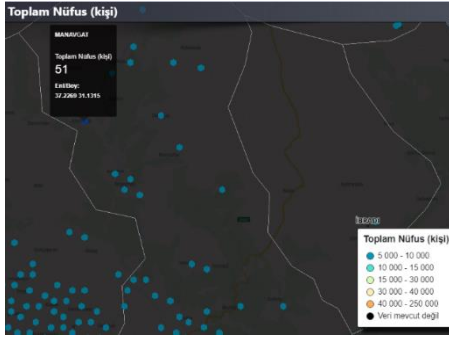 Toplam Nüfus (kişi)
MANAVGAT
Toplam Nüfus (kişi)
51
Entitkey:
37.2269 31.1315
İBRADI
Toplam Nüfus (kişi)
5 000 - 10 000
10 000 - 15 000
15 000 - 30 000
30 000 - 40 000
40 000 - 250 000
Veri mevcut değil